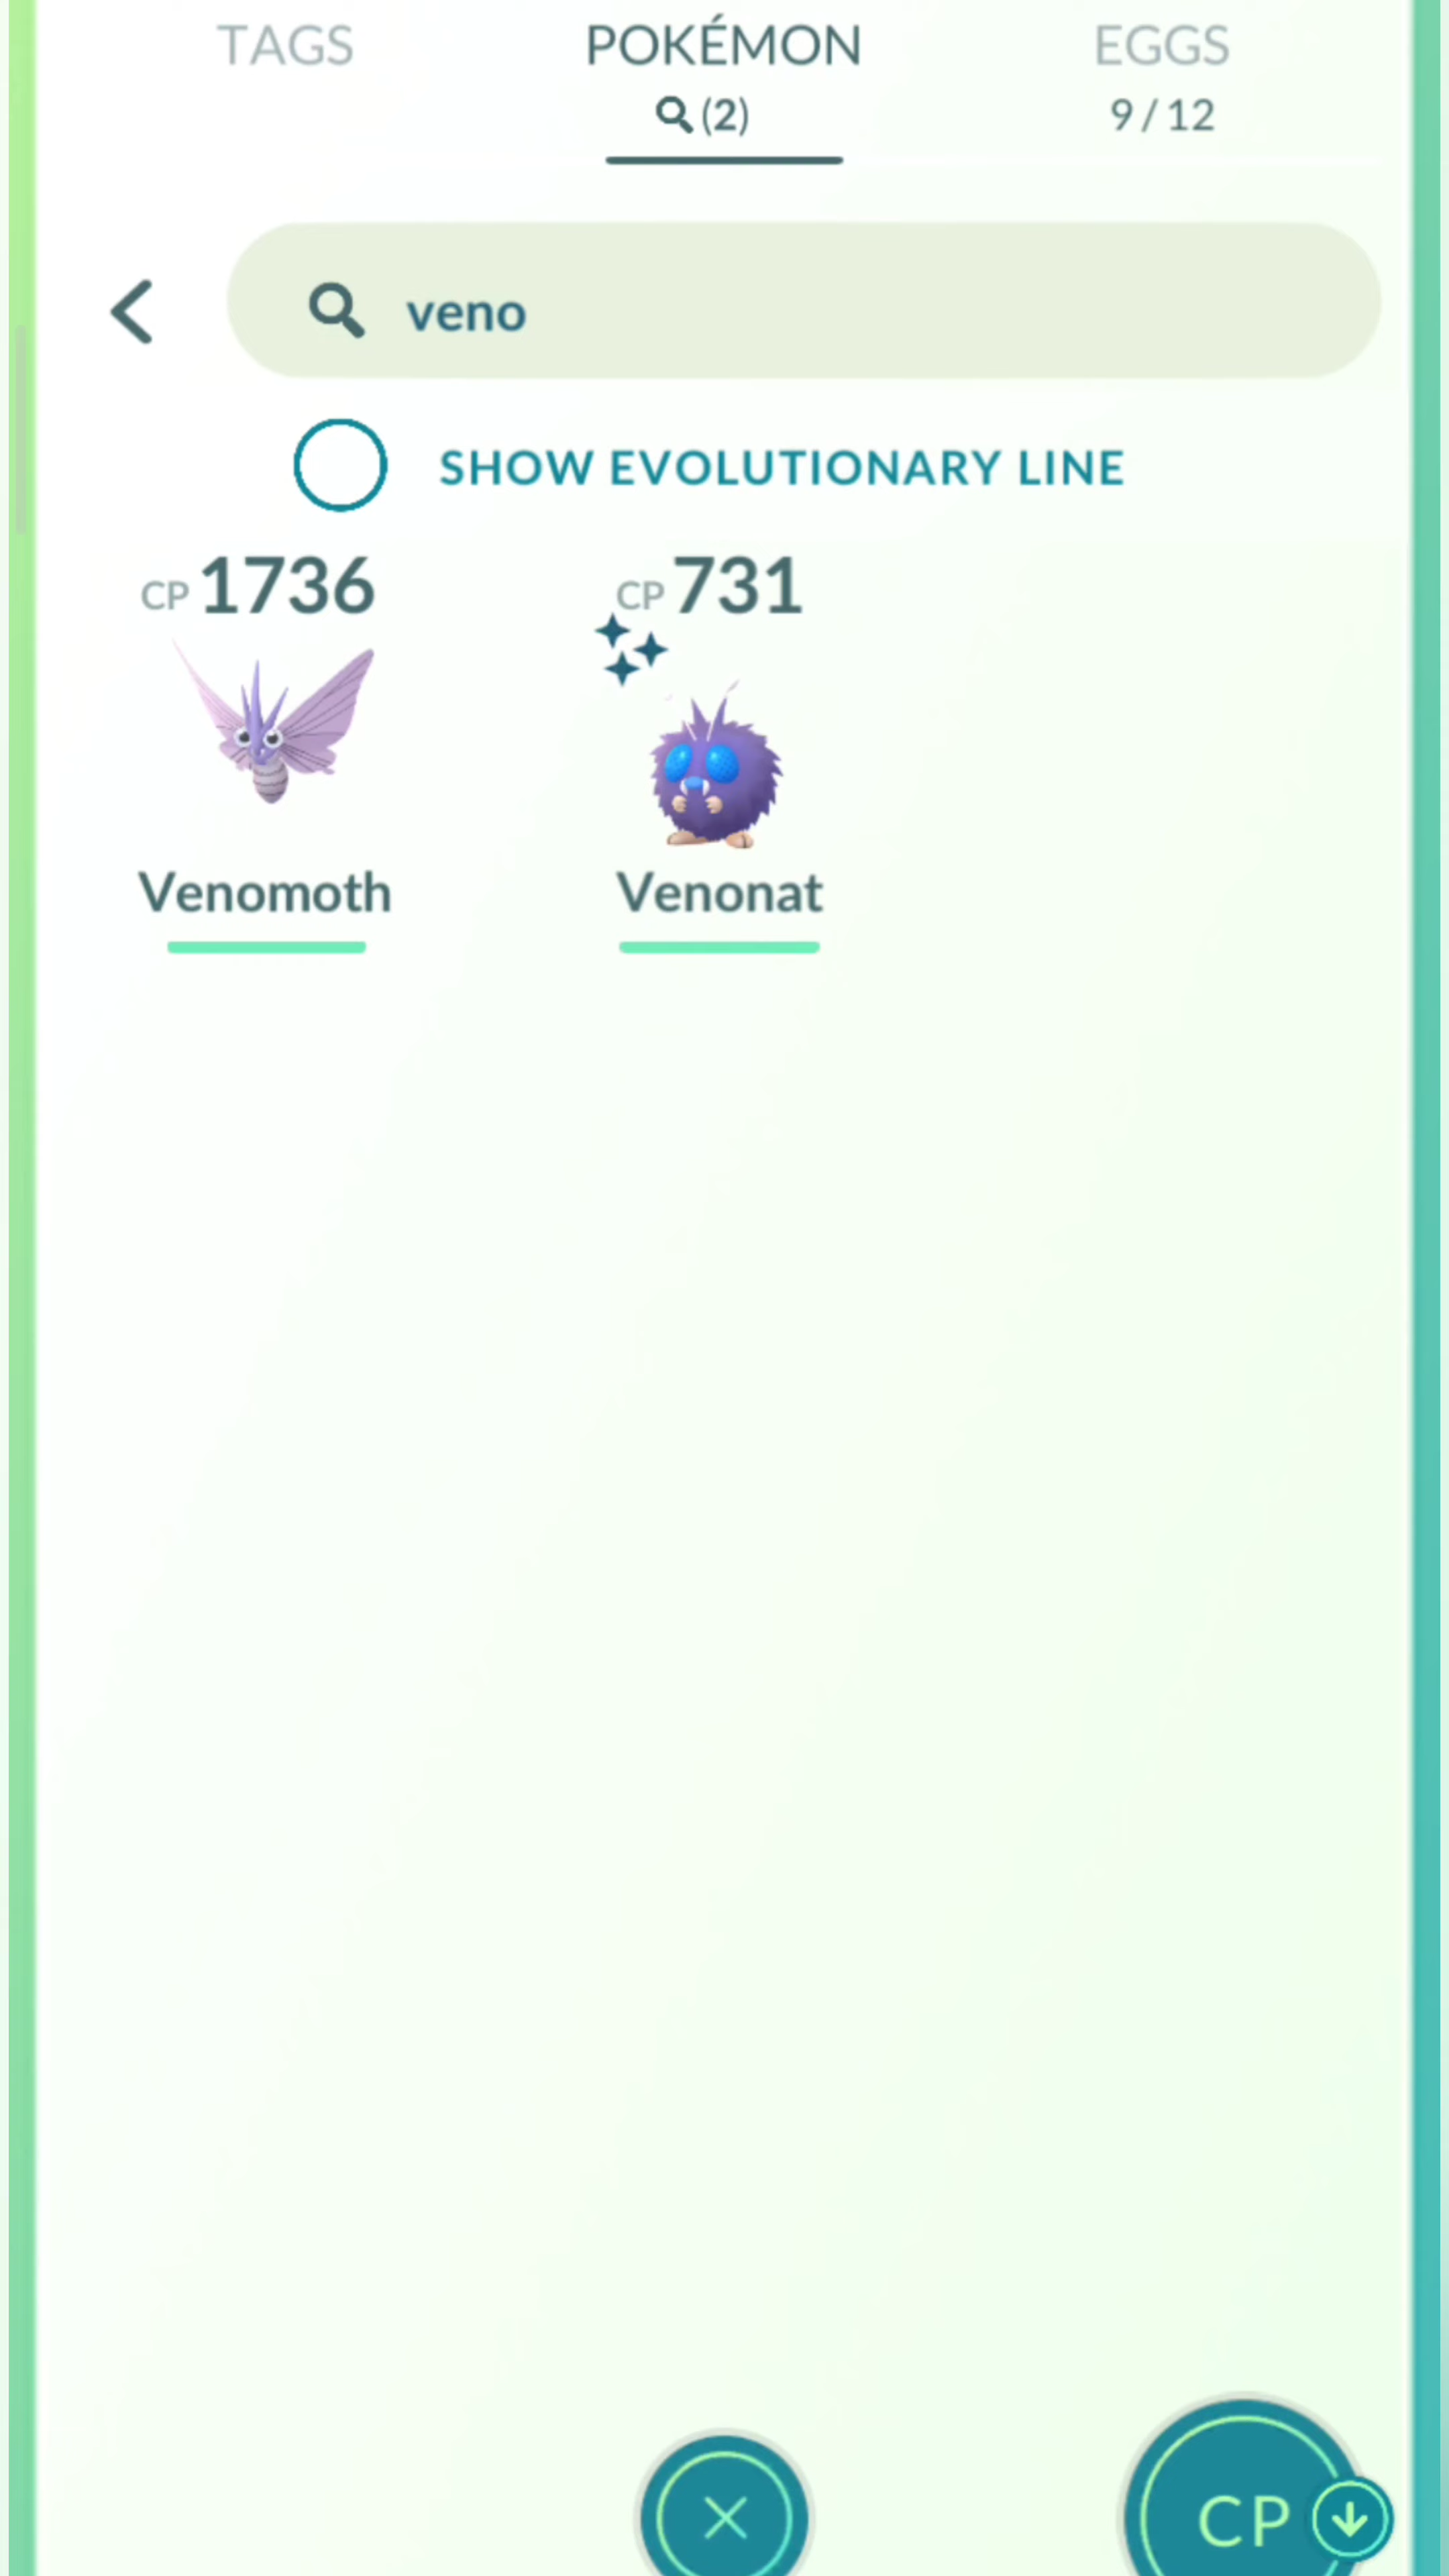 TAGS POKÉMON EGGS
(2) 9 / 12
veno
SHOW EVOLUTIONARY LINE
CP 1736 CP 731
Venomoth Venonat
CP